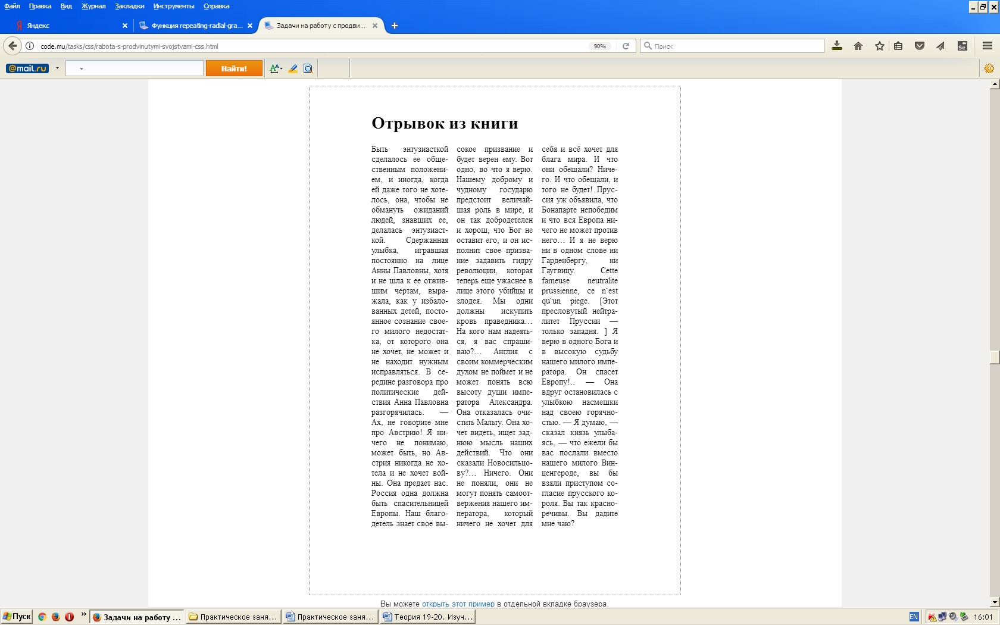 Файл Правка Вид Журнал Закладки Инструменты Справка
Яндекс
Функция repeating-radial-gra...
Задачи на работу с продви...
code.mu/tasks/css/rabota-s-prodvinutymi-svojstvami-css.html
90%
Поиск
Se
@mail.ru
Найти!
Отрывок из книги
Быть энтузиасткой
сделалось ее обще-
ственным положени-
ем, и иногда, когда
ей даже того не хоте-
лось, она, чтобы не
обмануть ожиданий
людей, знавших ее,
делалась энтузиаст-
кой. Сдержанная
улыбка, игравшая
постоянно на лице
Анны Павловны, хотя
и не шла к ее отжив-
шим чертам, выра-
жала, как у избало-
ванных детей, посто-
янное сознание свое-
го милого недостат-
ка, от которого она
не хочет, не может и
не находит нужным
исправляться. В се-
редине разговора про
политические дей-
ствия Анна Павловна
разгорячилась. —
Ах, не говорите мне
про Австрию! Я ни-
чего не понимаю,
может быть, но Ав-
стрия никогда не хо-
тела и не хочет вой-
ны. Она предает нас.
Россия одна должна
быть спасительницей
Европы. Наш благо-
детель знает свое вы-
сокое призвание и
будет верен ему. Вот
одно, во что я верю.
Нашему доброму и
чудному государю
предстоит величай-
шая роль в мире, и
он так добродетелен
и хорош, что Бог не
оставит его, и он ис-
полнит свое призва-
ние задавить гидру
революции, которая
теперь еще ужаснее в
лице этого убийцы и
злодея. Мы одни
должны искупить
кровь праведника…
На кого нам надеять-
ся, я вас спраши-
ваю?… Англия с
своим коммерческим
духом не поймет и не
может понять всю
высоту души импе-
ратора Александра.
Она отказалась очи-
стить Мальту. Она хо-
чет видеть, ищет зад-
нюю мысль наших
действий. Что они
сказали Новосильцо-
ву?… Ничего. Они
не поняли, они не
могут понять самоот-
вержения нашего им-
ператора, который
ничего не хочет для
себя и всё хочет для
блага мира. И что
они обещали? Ниче-
го. И что обещали, и
того не будет! Прус-
сия уж объявила, что
Бонапарте непобедим
и что вся Европа ни-
чего не может против
него… И я не верю
ни в одном слове ни
Гарденбергу, ни
Гаугвицу. Cette
fameuse neutralite
prussienne, ce n`est
qu`un piege. [Этот
пресловутый нейтра-
литет Пруссии —
только западня. ] Я
верю в одного Бога и
в высокую судьбу
нашего милого импе-
ратора. Он спасет
Европу!.. — Она
вдруг остановилась с
улыбкою насмешки
над своею горячно-
стью. — Я думаю, —
сказал князь улыба-
ясь, — что ежели бы
вас послали вместо
нашего милого Вин-
ценгероде, вы бы
взяли приступом со-
гласие прусского ко-
роля. Вы так красно-
речивы. Вы дадите
мне чаю?
Вы можете открыть этот пример в отдельной вкладке браузера.
Пуск
Задачи на работу ...
Практическое заня...
Практическое заня...
Теория 19-20. Изуч...
EN
16:01